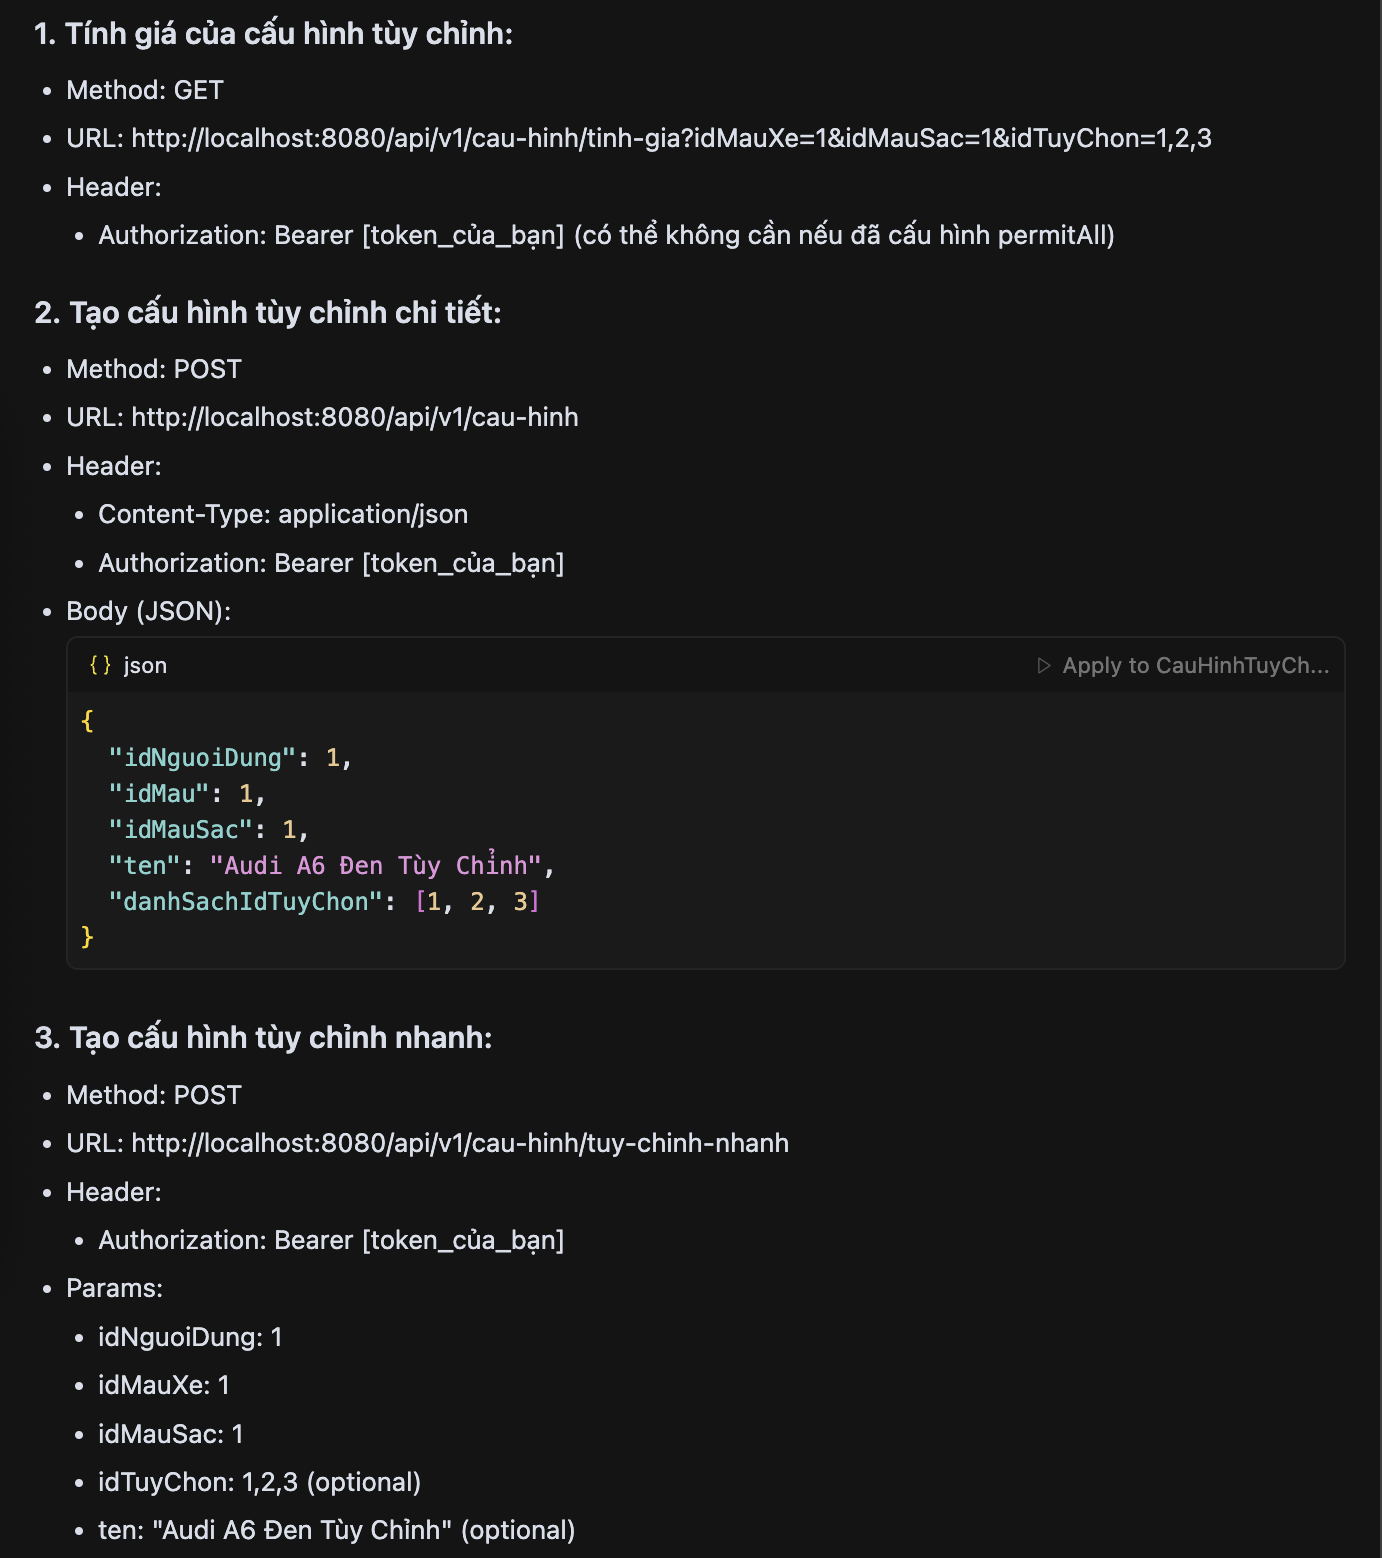 1. Tính giá của cấu hình tùy chỉnh:
• Method: GET
• URL: http://localhost:8080/api/v1/cau-hinh/tinh-gia?idMauXe=1&idMauSac=1&idTuyChon=1,2,3
• Header:
• Authorization: Bearer [token_của_bạn] (có thể không cần nếu đã cấu hình permitAll)
2. Tạo cấu hình tùy chỉnh chi tiết:
• Method: POST
• URL: http://localhost:8080/api/v1/cau-hinh
• Header:
• Content-Type: application/json
• Authorization: Bearer [token_của_bạn]
• Body (JSON):
{} json
Apply to CauHinhTuyCh...
{
"idNguoiDung": 1,
"idMau": 1,
"idMauSac": 1,
"ten": "Audi A6 Đen Tùy Chỉnh",
"danhSachIdTuyChon": [1, 2, 3]
}
3. Tạo cấu hình tùy chỉnh nhanh:
• Method: POST
• URL: http://localhost:8080/api/v1/cau-hinh/tuy-chinh-nhanh
• Header:
• Authorization: Bearer [token_của_bạn]
• Params:
• idNguoiDung: 1
• idMauXe: 1
• idMauSac: 1
• idTuyChon: 1,2,3 (optional)
• ten: "Audi A6 Đen Tùy Chỉnh" (optional)